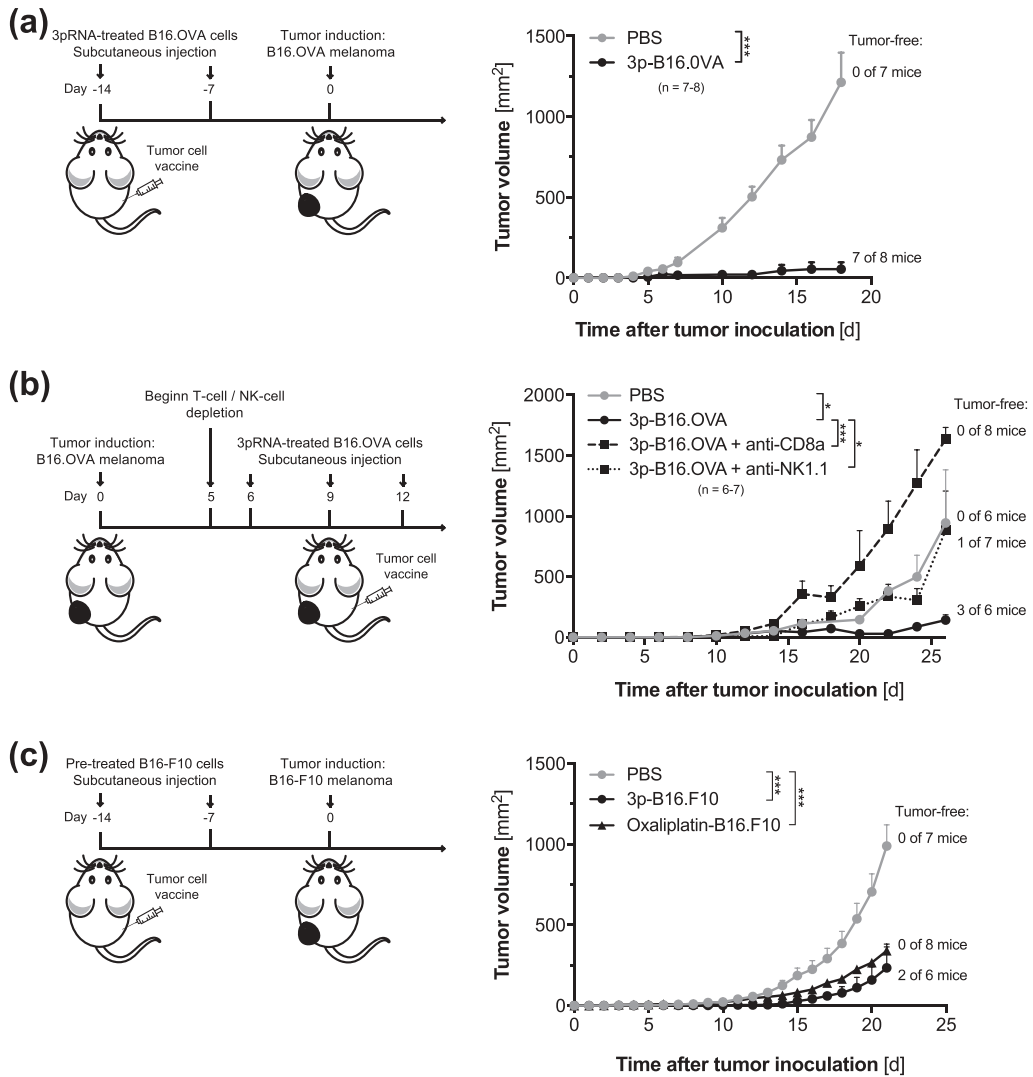 (a)
3pRNA-treated B16.OVA cells
Subcutaneous injection
Tumor induction:
B16.OVA melanoma
Day -14 -7 0
Tumor cell
vaccine
1500
1000
500
0
Tumor volume [mm2]
PBS
3p-B16.0VA
***
(n = 7-8)
Tumor-free:
0 of 7 mice
7 of 8 mice
0 5 10 15 20
Time after tumor inoculation [d]
(b)
Beginn T-cell / NK-cell
depletion
Tumor induction:
B16.OVA melanoma
3pRNA-treated B16.OVA cells
Subcutaneous injection
Day 0 5 6 9 12
Tumor cell
vaccine
2000
1500
1000
500
0
Tumor volume [mm2]
PBS
3p-B16.OVA
3p-B16.OVA + anti-CD8a
3p-B16.OVA + anti-NK1.1
(n = 6-7)
*
***
*
Tumor-free:
0 of 8 mice
0 of 6 mice
1 of 7 mice
3 of 6 mice
0 5 10 15 20 25
Time after tumor inoculation [d]
(c)
Pre-treated B16-F10 cells
Subcutaneous injection
Tumor induction:
B16-F10 melanoma
Day -14 -7 0
Tumor cell
vaccine
1500
1000
500
0
Tumor volume [mm2]
PBS
3p-B16.F10
Oxaliplatin-B16.F10
***
***
Tumor-free:
0 of 7 mice
0 of 8 mice
2 of 6 mice
0 5 10 15 20
Time after tumor inoculation [d]